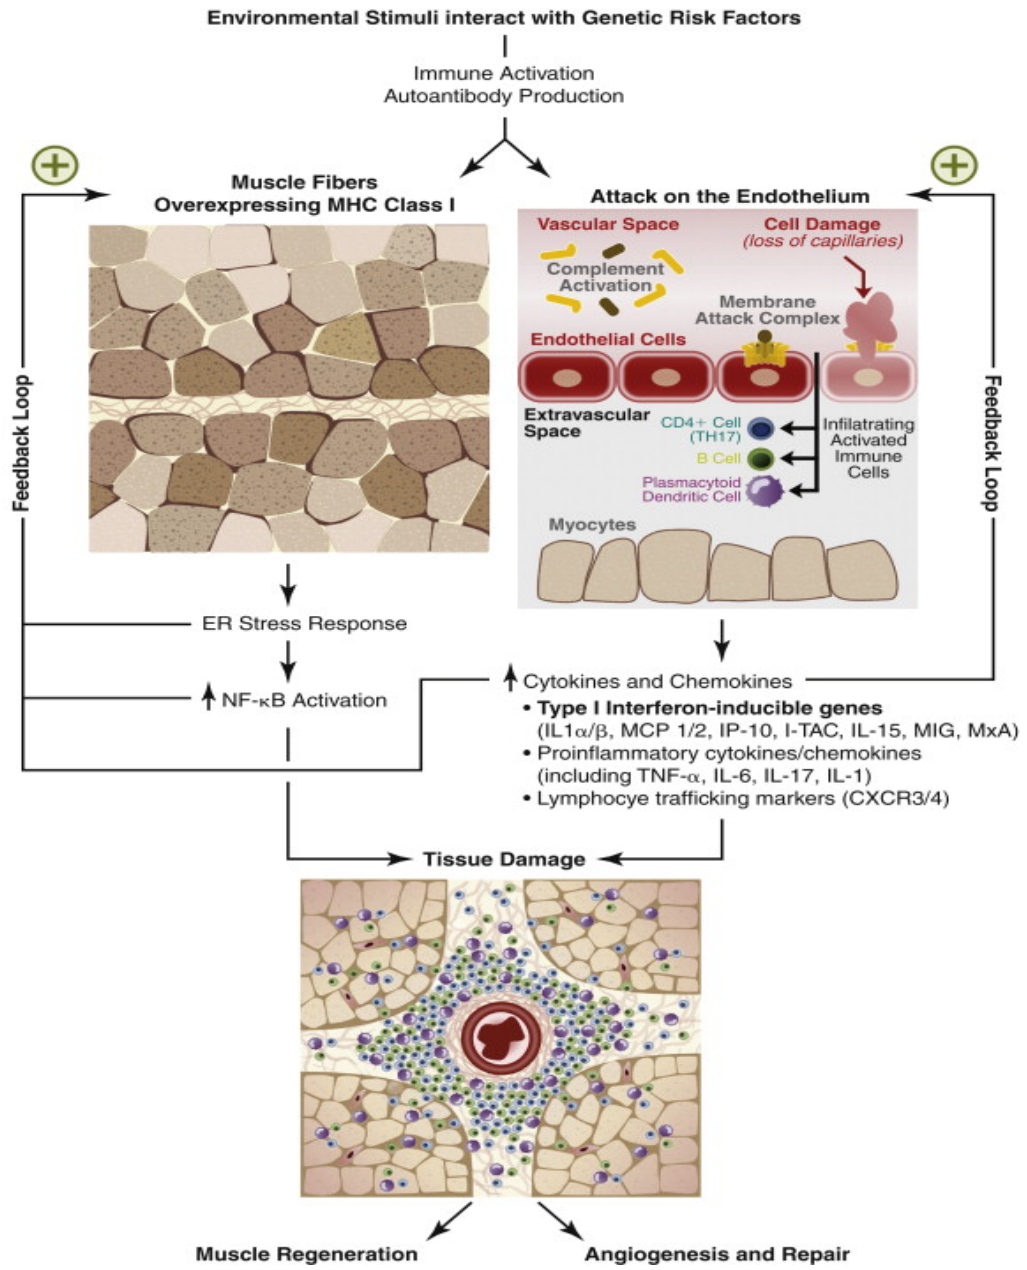 Environmental Stimuli interact with Genetic Risk Factors
Immune Activation
Autoantibody Production
Muscle Fibers
Overexpressing MHC Class I
Attack on the Endothelium
Vascular Space
Complement
Activation
Cell Damage
(loss of capillaries)
Membrane
Attack Complex
Endothelial Cells
Extravascular
Space
CD4+ Cell
(TH17)
B Cell
Plasmacytoid
Dendritic Cell
Infilatrating
Activated
Immune
Cells
Myocytes
Feedback Loop
Feedback Loop
ER Stress Response
NF-κB Activation
Cytokines and Chemokines
• Type I Interferon-inducible genes
(IL1α/β, MCP 1/2, IP-10, I-TAC, IL-15, MIG, MxA)
• Proinflammatory cytokines/chemokines
(including TNF-α, IL-6, IL-17, IL-1)
• Lymphocye trafficking markers (CXCR3/4)
Tissue Damage
Muscle Regeneration
Angiogenesis and Repair